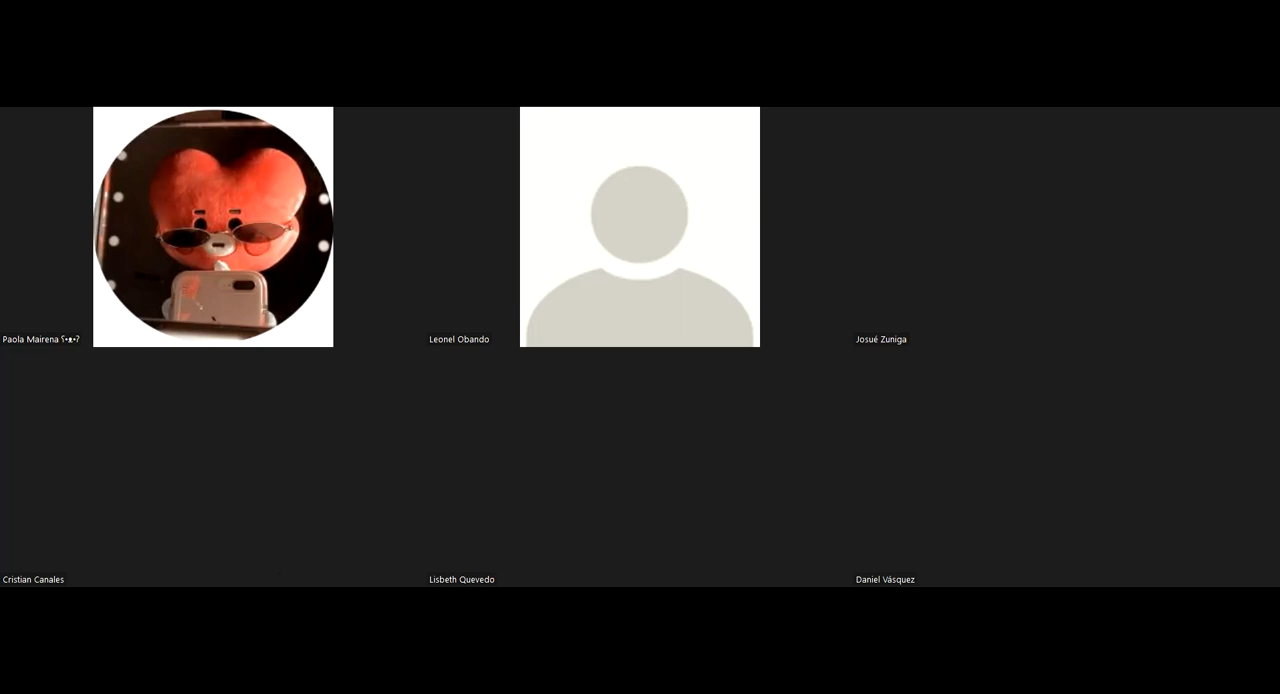 Paola Mairena ʕ•ᴥ•ʔ
Leonel Obando
Josué Zuniga
Cristian Canales
Lisbeth Quevedo
Daniel Vásquez